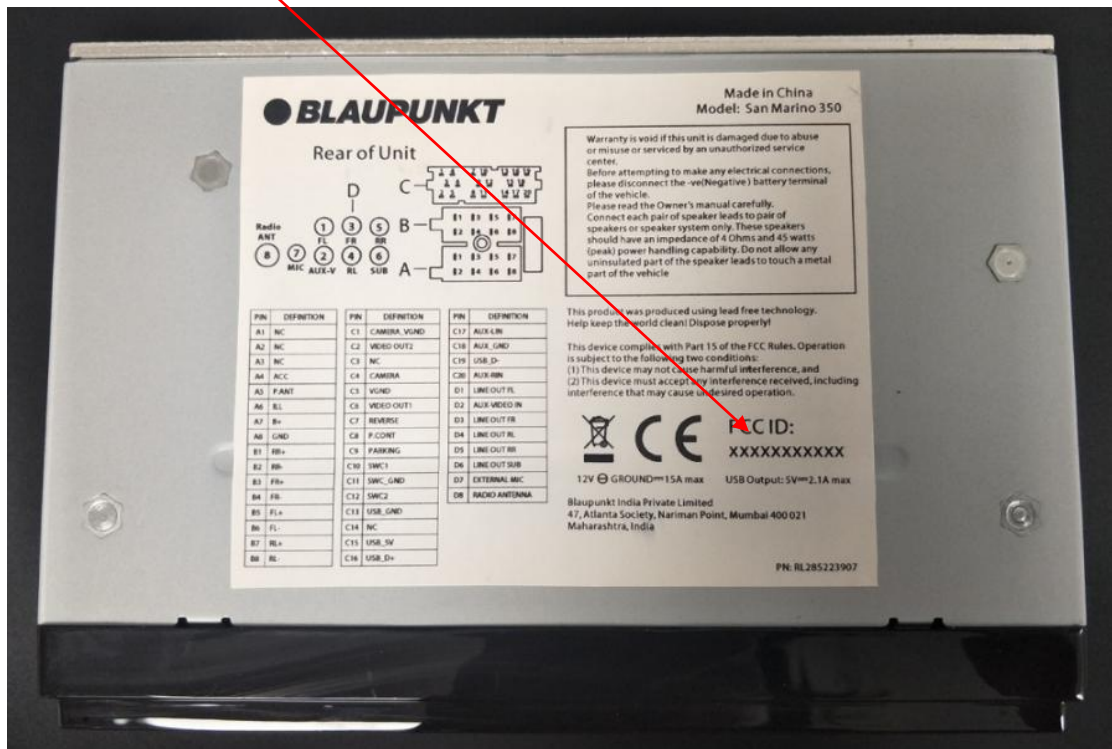 BLAUPUNKT
Made in China
Model: San Marino 350
Rear of Unit
Warranty is void if this unit is damaged due to abuse
or misuse or serviced by an unauthorized service
center.
Before attempting to make any electrical connections,
please disconnect the -ve(Negative) battery terminal
of the vehicle.
Please read the Owner's manual carefully.
Connect each pair of speaker leads to pair of
speakers or speaker system only. These speakers
should have an impedance of 4 Ohms and 45 watts
(peak) power handling capability. Do not allow any
uninsulated part of the speaker leads to touch a metal
part of the vehicle
D
C
B
A
Radio
ANT
8
7
MIC
1
FL
3
FR
5
RR
2
AUX-V
4
RL
6
SUB
PIN DEFINITION
A1 NC
A2 NC
A3 NC
A4 ACC
A5 P.ANT
A6 ILL
A7 B+
A8 GND
B1 RR+
B2 RR-
B3 FR+
B4 FR-
B5 FL+
B6 FL-
B7 RL+
B8 RL-
PIN DEFINITION
C1 CAMERA_VGND
C2 VIDEO OUT2
C3 NC
C4 CAMERA
C5 VGND
C6 VIDEO OUT1
C7 REVERSE
C8 P.CONT
C9 PARKING
C10 SWC1
C11 SWC_GND
C12 SWC2
C13 USB_GND
C14 NC
C15 USB_5V
C16 USB_D+
PIN DEFINITION
C17 AUX-LIN
C18 AUX_GND
C19 USB_D-
C20 AUX-RIN
D1 LINE OUT FL
D2 AUX-VIDEO IN
D3 LINE OUT FR
D4 LINE OUT RL
D5 LINE OUT RR
D6 LINE OUT SUB
D7 EXTERNAL MIC
D8 RADIO ANTENNA
This product was produced using lead free technology.
Help keep the world clean! Dispose properly!
This device complies with Part 15 of the FCC Rules. Operation
is subject to the following two conditions:
(1) This device may not cause harmful interference, and
(2) This device must accept any interference received, including
interference that may cause undesired operation.
CE
FCC ID:
XXXXXXXXXXX
12V ⊖ GROUND⎓15A max
USB Output: 5V⎓2.1A max
Blaupunkt India Private Limited
47, Atlanta Society, Nariman Point, Mumbai 400 021
Maharashtra, India
PN: RL285223907